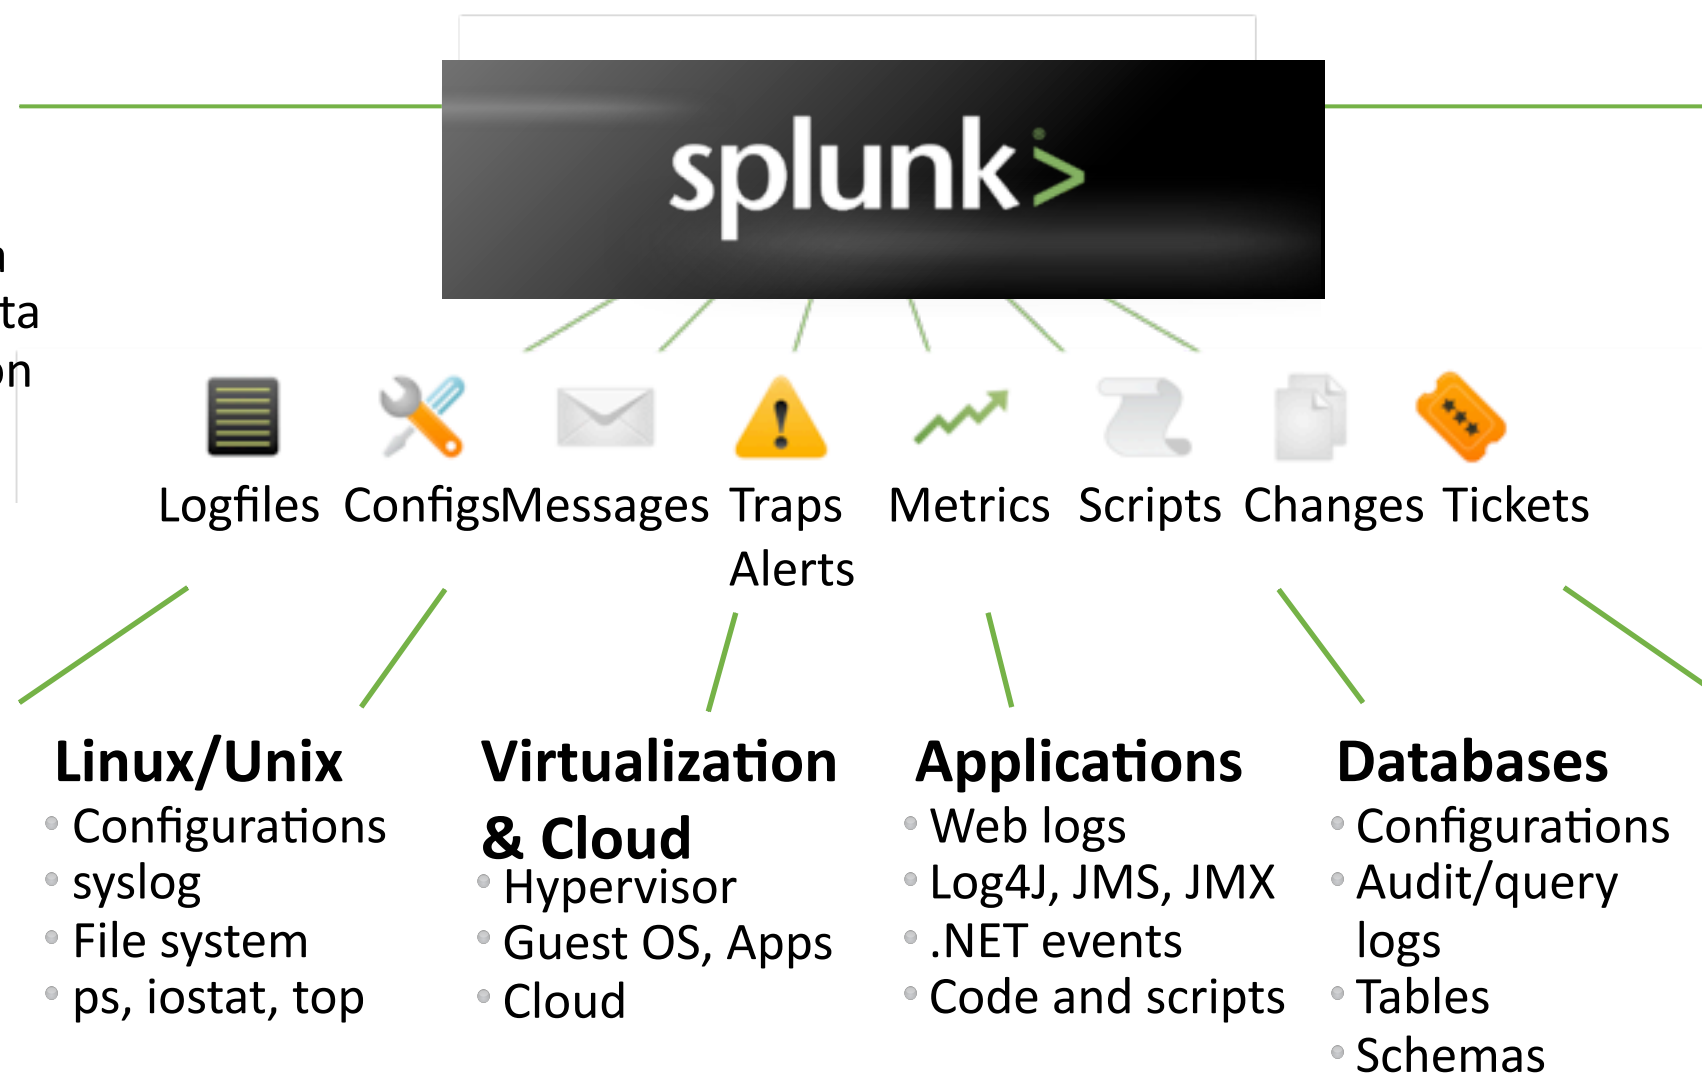 splunk>
ta
on
Logfiles Configs Messages Traps Metrics Scripts Changes Tickets
Alerts
Linux/Unix
• Configurations
• syslog
• File system
• ps, iostat, top
Virtualization
& Cloud
• Hypervisor
• Guest OS, Apps
• Cloud
Applications
• Web logs
• Log4J, JMS, JMX
• .NET events
• Code and scripts
Databases
• Configurations
• Audit/query
logs
• Tables
• Schemas